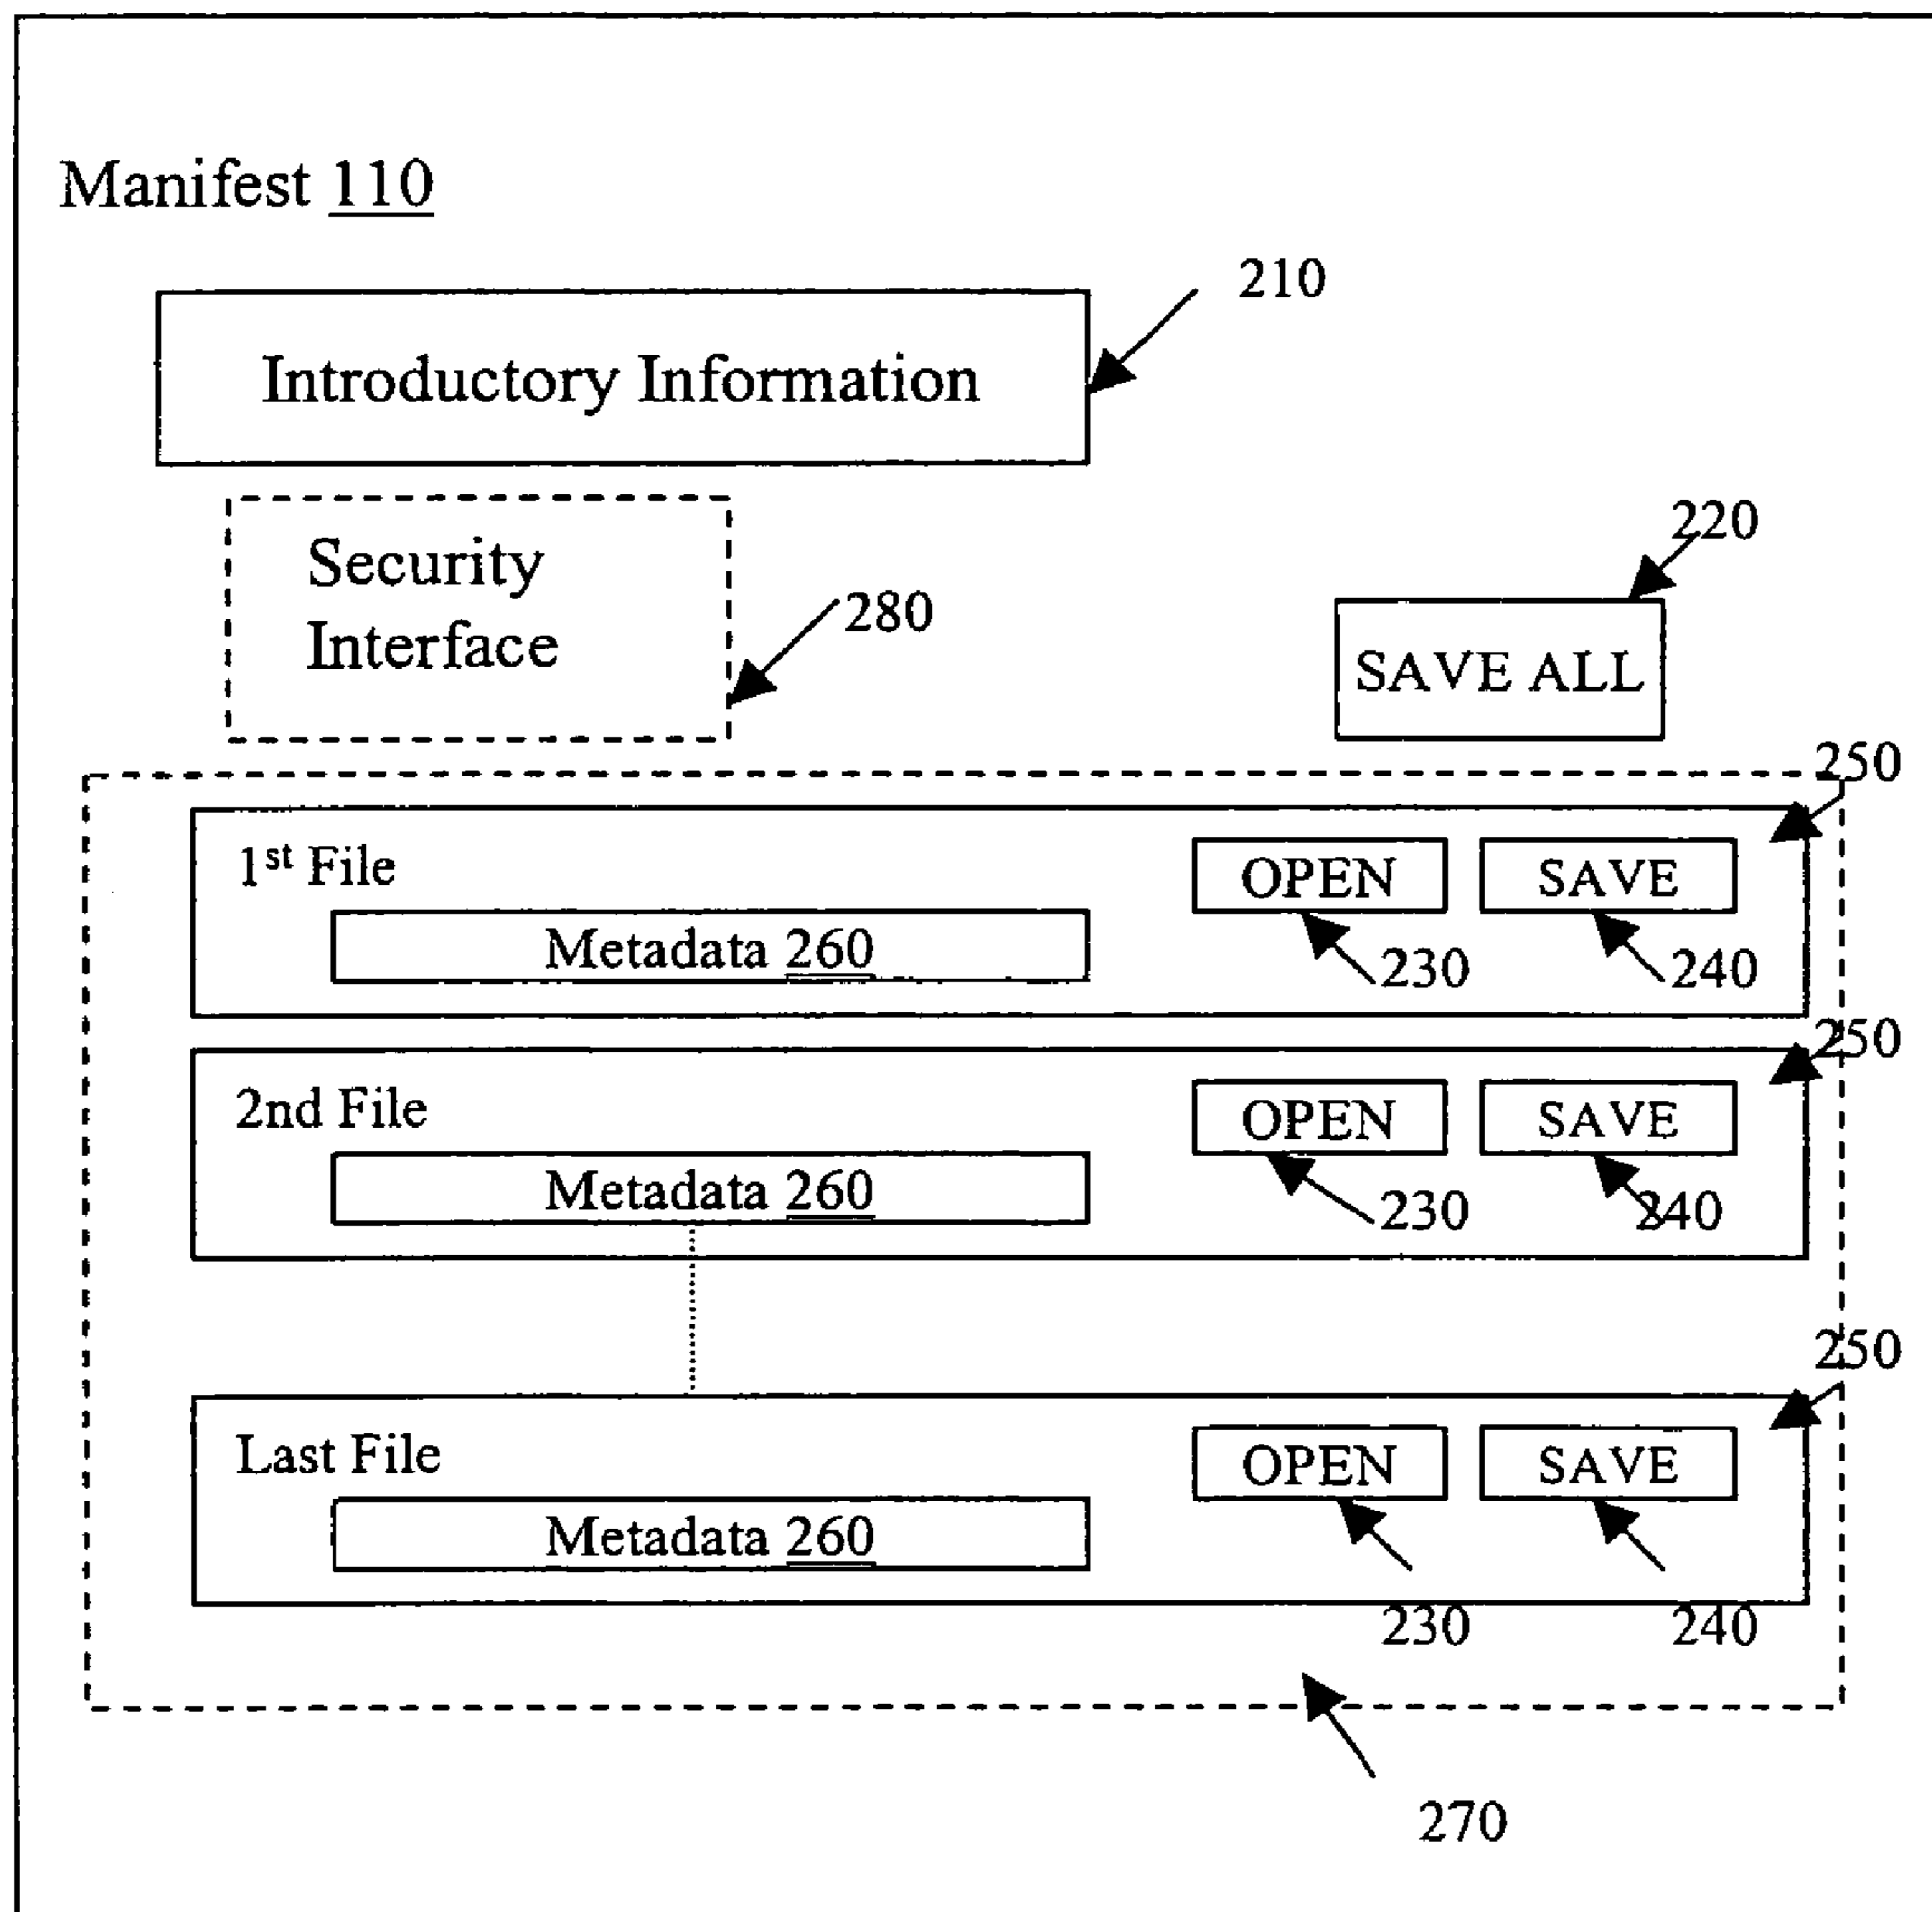 Manifest 110
210
Introductory Information
220
Security
Interface
280
SAVE ALL
250
1st File
OPEN
SAVE
Metadata 260
230
240
250
2nd File
OPEN
SAVE
Metadata 260
230
240
250
Last File
OPEN
SAVE
Metadata 260
230
240
270